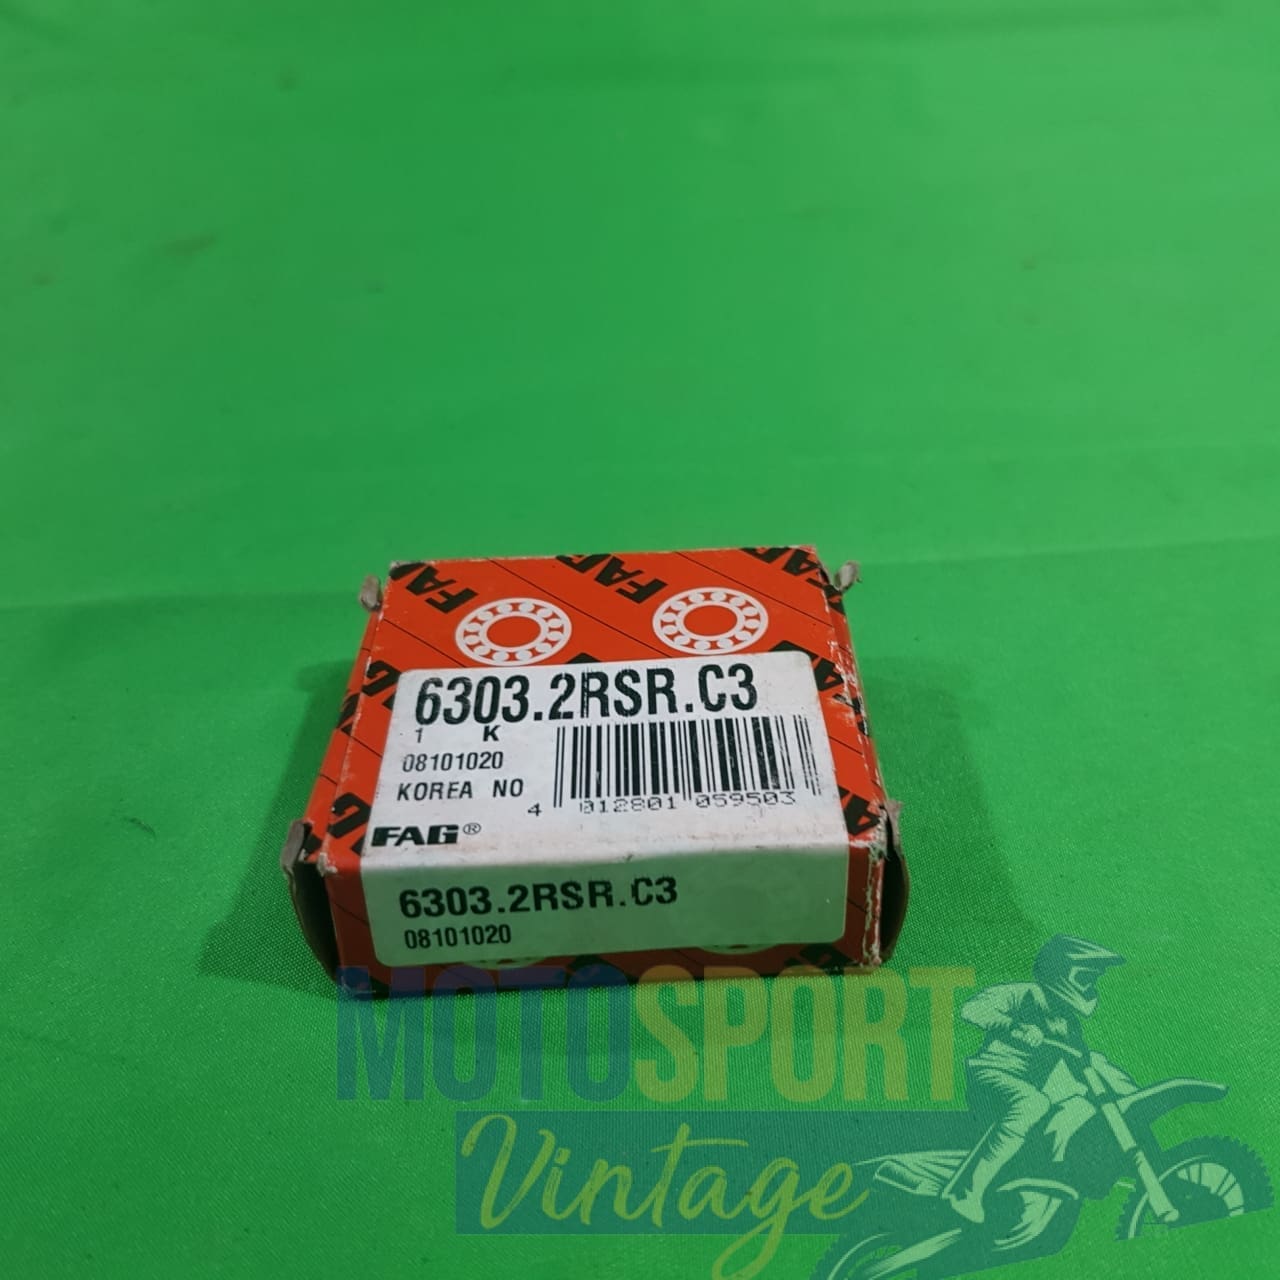 FAG FAG FAG
6303.2RSR.C3
1 K
08101020
KOREA NO
4 012801 059503
FAG®
6303.2RSR.C3
08101020
MOTOSPORT
Vintage